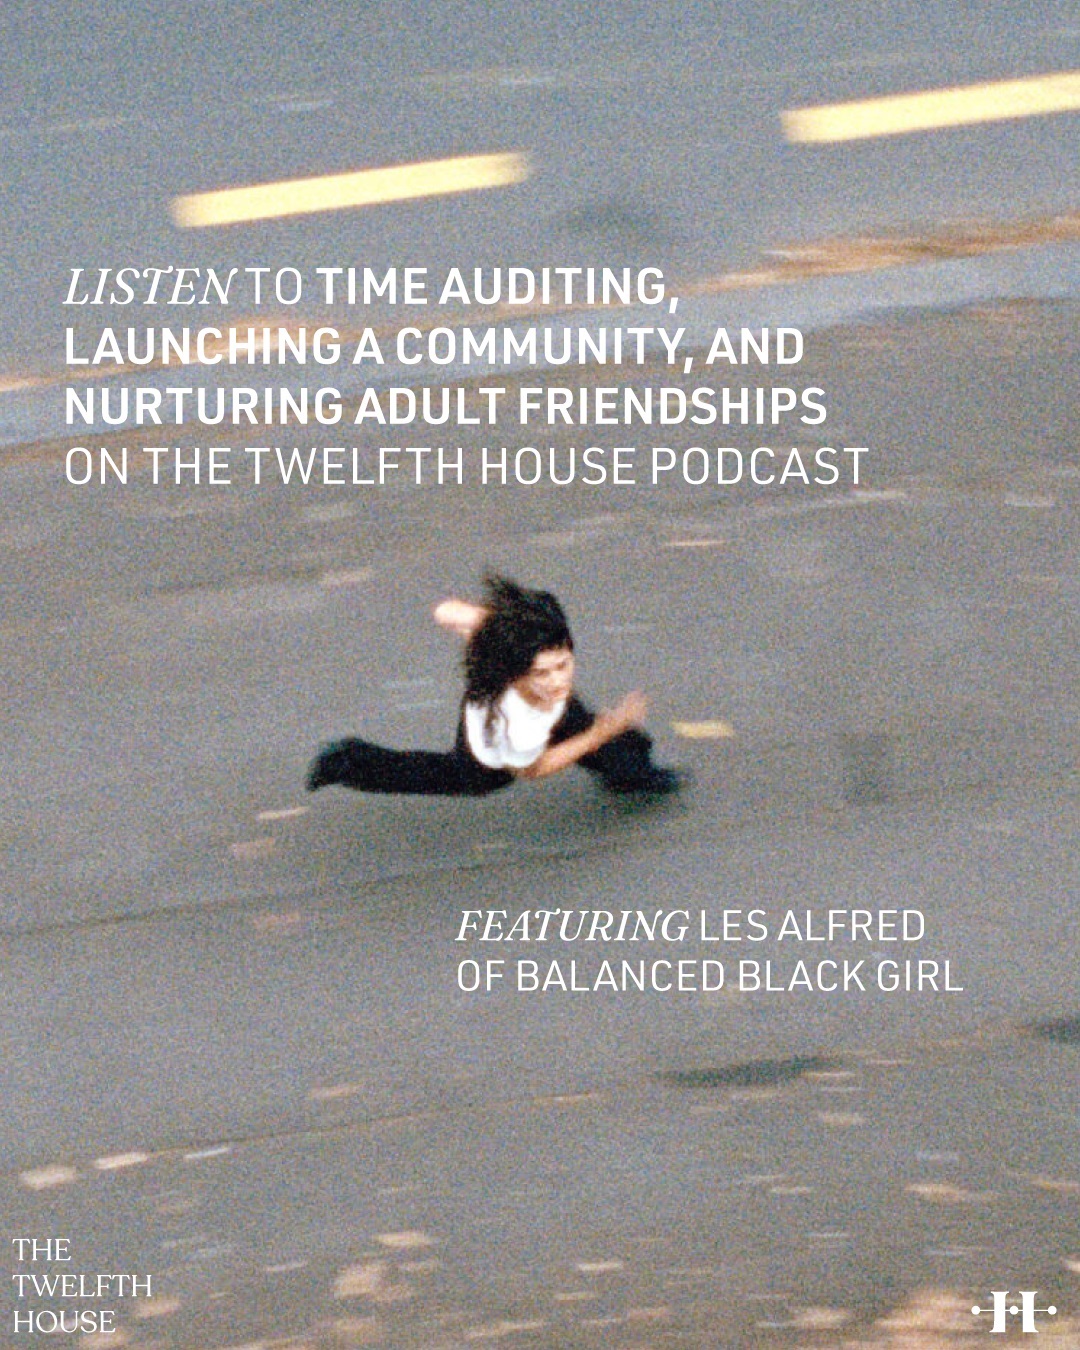 LISTEN TO TIME AUDITING,
LAUNCHING A COMMUNITY, AND
NURTURING ADULT FRIENDSHIPS
ON THE TWELFTH HOUSE PODCAST
FEATURING LES ALFRED
OF BALANCED BLACK GIRL
THE
TWELFTH
HOUSE
H